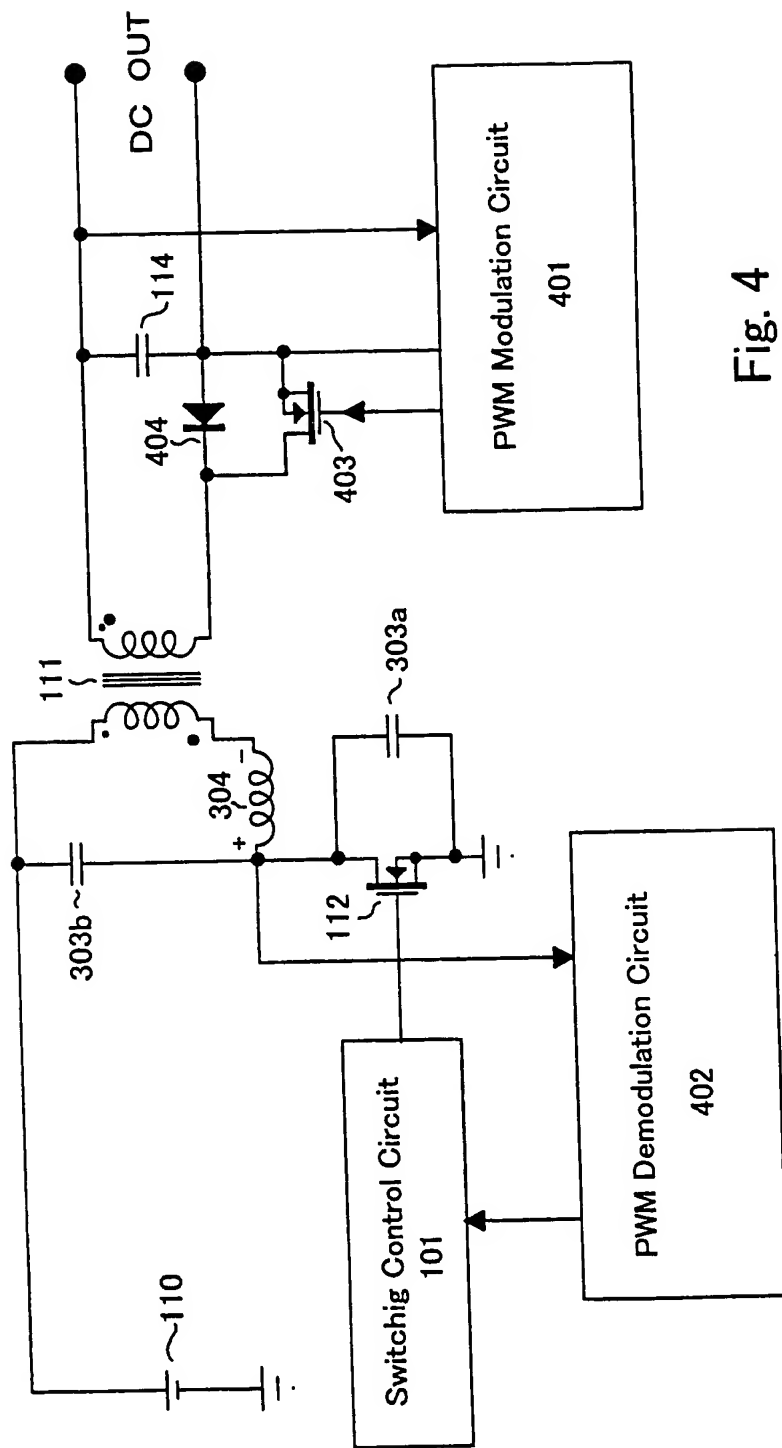 110
303b
+
304
−
111
112
303a
Switchig Control Circuit
101
PWM Demodulation Circuit
402
404
403
114
DC OUT
PWM Modulation Circuit
401
Fig. 4